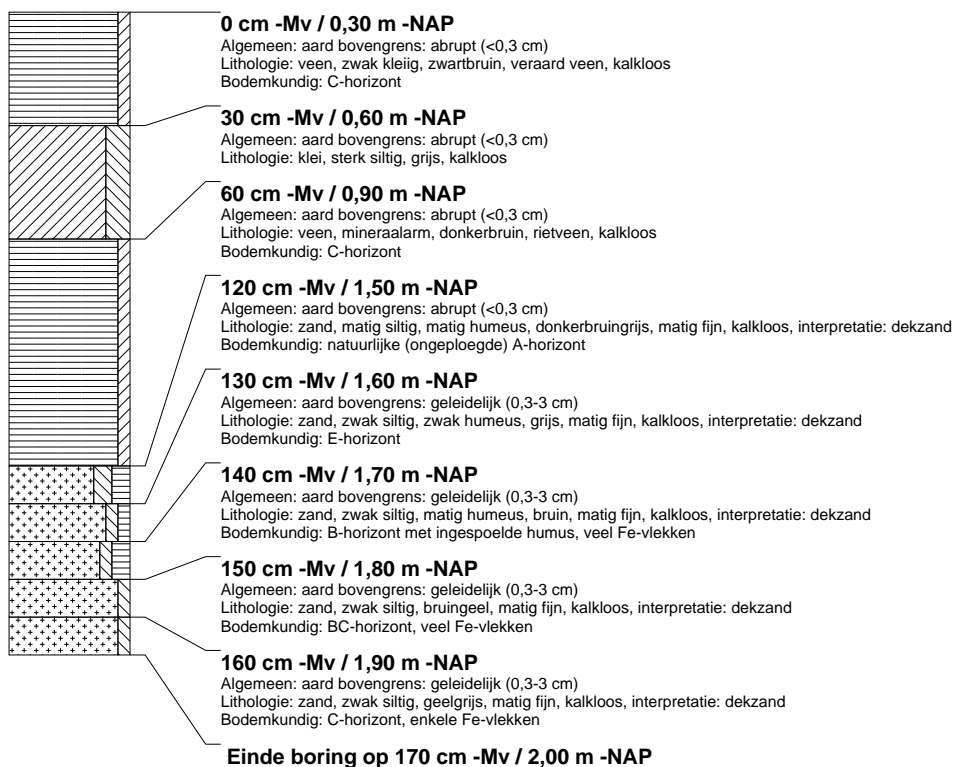 0 cm -Mv / 0,30 m -NAP
Algemeen: aard bovengrens: abrupt (<0,3 cm)
Lithologie: veen, zwak kleiig, zwartbruin, veraard veen, kalkloos
Bodemkundig: C-horizont
30 cm -Mv / 0,60 m -NAP
Algemeen: aard bovengrens: abrupt (<0,3 cm)
Lithologie: klei, sterk siltig, grijs, kalkloos
60 cm -Mv / 0,90 m -NAP
Algemeen: aard bovengrens: abrupt (<0,3 cm)
Lithologie: veen, mineraalarm, donkerbruin, rietveen, kalkloos
Bodemkundig: C-horizont
120 cm -Mv / 1,50 m -NAP
Algemeen: aard bovengrens: abrupt (<0,3 cm)
Lithologie: zand, matig siltig, matig humeus, donkerbruingrijs, matig fijn, kalkloos, interpretatie: dekzand
Bodemkundig: natuurlijke (ongeploegde) A-horizont
130 cm -Mv / 1,60 m -NAP
Algemeen: aard bovengrens: geleidelijk (0,3-3 cm)
Lithologie: zand, zwak siltig, zwak humeus, grijs, matig fijn, kalkloos, interpretatie: dekzand
Bodemkundig: E-horizont
140 cm -Mv / 1,70 m -NAP
Algemeen: aard bovengrens: geleidelijk (0,3-3 cm)
Lithologie: zand, zwak siltig, matig humeus, bruin, matig fijn, kalkloos, interpretatie: dekzand
Bodemkundig: B-horizont met ingespoelde humus, veel Fe-vlekken
150 cm -Mv / 1,80 m -NAP
Algemeen: aard bovengrens: geleidelijk (0,3-3 cm)
Lithologie: zand, zwak siltig, bruingeel, matig fijn, kalkloos, interpretatie: dekzand
Bodemkundig: BC-horizont, veel Fe-vlekken
160 cm -Mv / 1,90 m -NAP
Algemeen: aard bovengrens: geleidelijk (0,3-3 cm)
Lithologie: zand, zwak siltig, geelgrijs, matig fijn, kalkloos, interpretatie: dekzand
Bodemkundig: C-horizont, enkele Fe-vlekken
Einde boring op 170 cm -Mv / 2,00 m -NAP